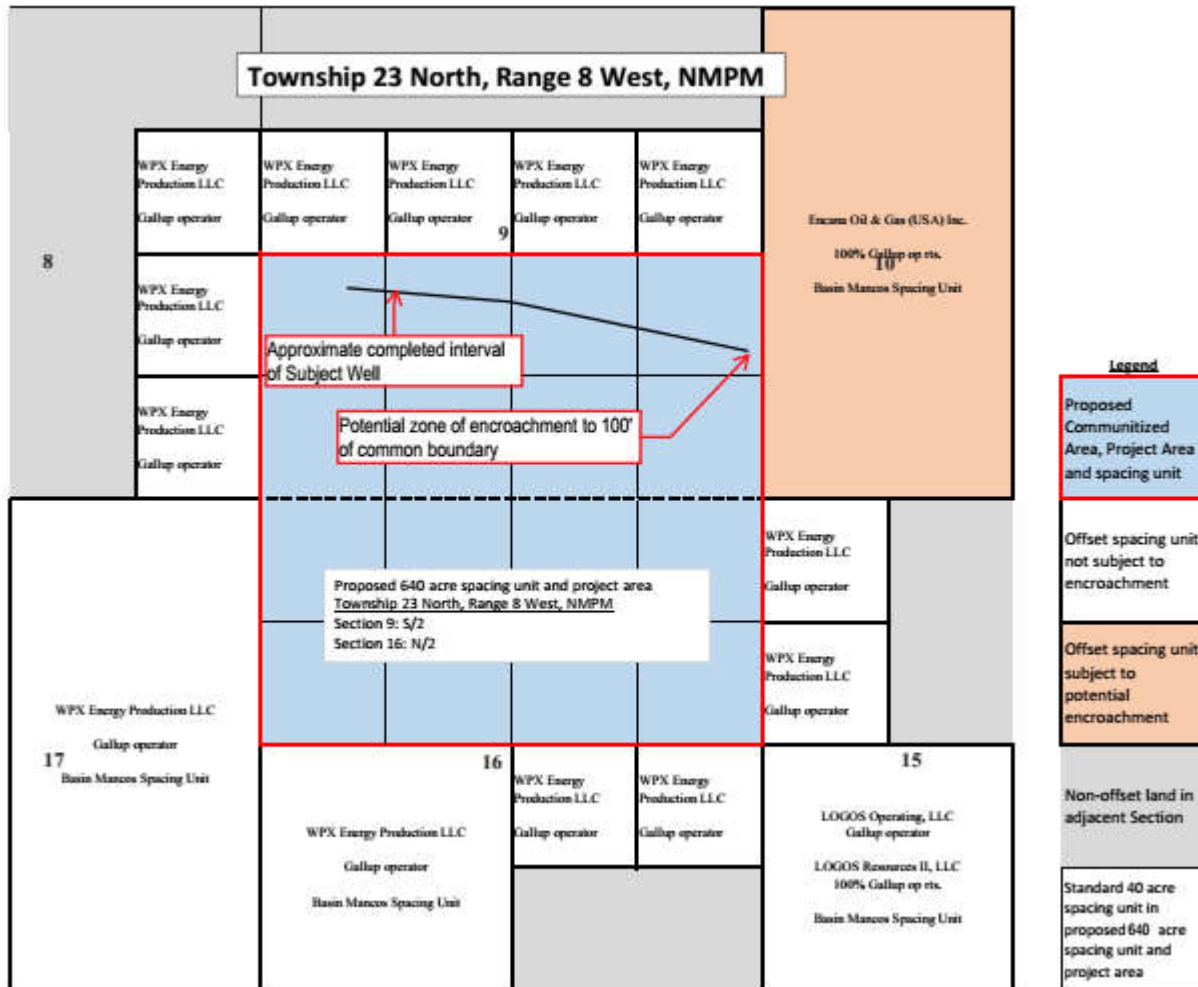 Township 23 North, Range 8 West, NMPM
WPX Energy
Production LLC
Gallup operator
WPX Energy
Production LLC
Gallup operator
WPX Energy
Production LLC
Gallup operator
WPX Energy
Production LLC
Gallup operator
WPX Energy
Production LLC
Gallup operator
9
8
Encana Oil & Gas (USA) Inc.
100% Gallup op rts.
10
Basin Mancos Spacing Unit
WPX Energy
Production LLC
Gallup operator
Approximate completed interval
of Subject Well
WPX Energy
Production LLC
Gallup operator
Potential zone of encroachment to 100'
of common boundary
WPX Energy
Production LLC
Gallup operator
Proposed 640 acre spacing unit and project area
Township 23 North, Range 8 West, NMPM
Section 9: S/2
Section 16: N/2
WPX Energy
Production LLC
Gallup operator
WPX Energy Production LLC
Gallup operator
17
Basin Mancos Spacing Unit
16
15
WPX Energy Production LLC
Gallup operator
Basin Mancos Spacing Unit
WPX Energy
Production LLC
Gallup operator
WPX Energy
Production LLC
Gallup operator
LOGOS Operating, LLC
Gallup operator
LOGOS Resources II, LLC
100% Gallup op rts.
Basin Mancos Spacing Unit
Legend
Proposed
Communitized
Area, Project Area
and spacing unit
Offset spacing unit
not subject to
encroachment
Offset spacing unit
subject to
potential
encroachment
Non-offset land in
adjacent Section
Standard 40 acre
spacing unit in
proposed 640 acre
spacing unit and
project area